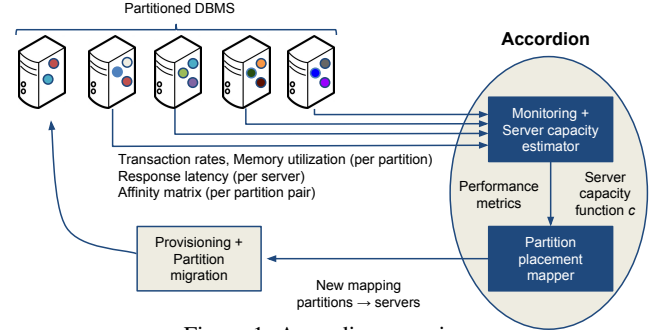 Partitioned DBMS
Accordion
Monitoring +
Server capacity
estimator
Transaction rates, Memory utilization (per partition)
Response latency (per server)
Affinity matrix (per partition pair)
Performance
metrics
Server
capacity
function c
Provisioning +
Partition
migration
Partition
placement
mapper
New mapping
partitions → servers